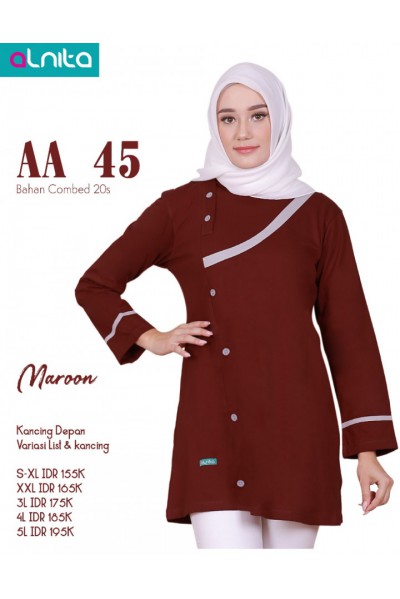 alnita
AA 45
Bahan Combed 20s
Maroon
Kancing Depan
Variasi List & kancing
S-XL IDR 155K
XXL IDR 165K
3L IDR 175K
4L IDR 185K
5L IDR 195K
alnita